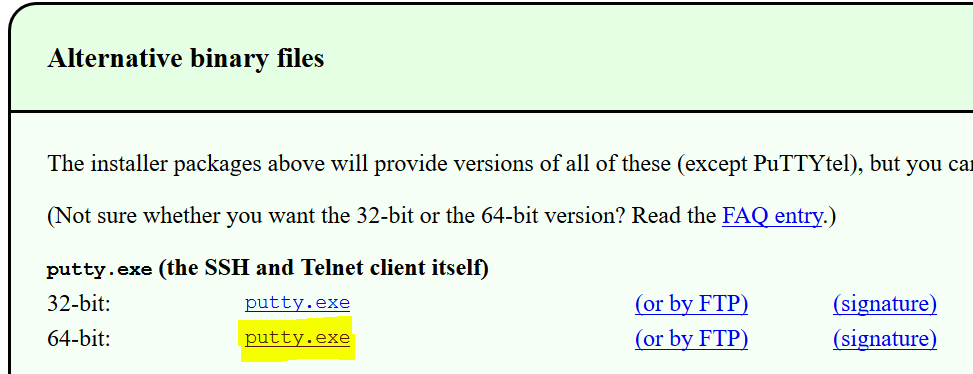 Alternative binary files
The installer packages above will provide versions of all of these (except PuTTYtel), but you
(Not sure whether you want the 32-bit or the 64-bit version? Read the FAQ entry.)
putty.exe (the SSH and Telnet client itself)
32-bit: putty.exe (or by FTP) (signature)
64-bit: putty.exe (or by FTP) (signature)